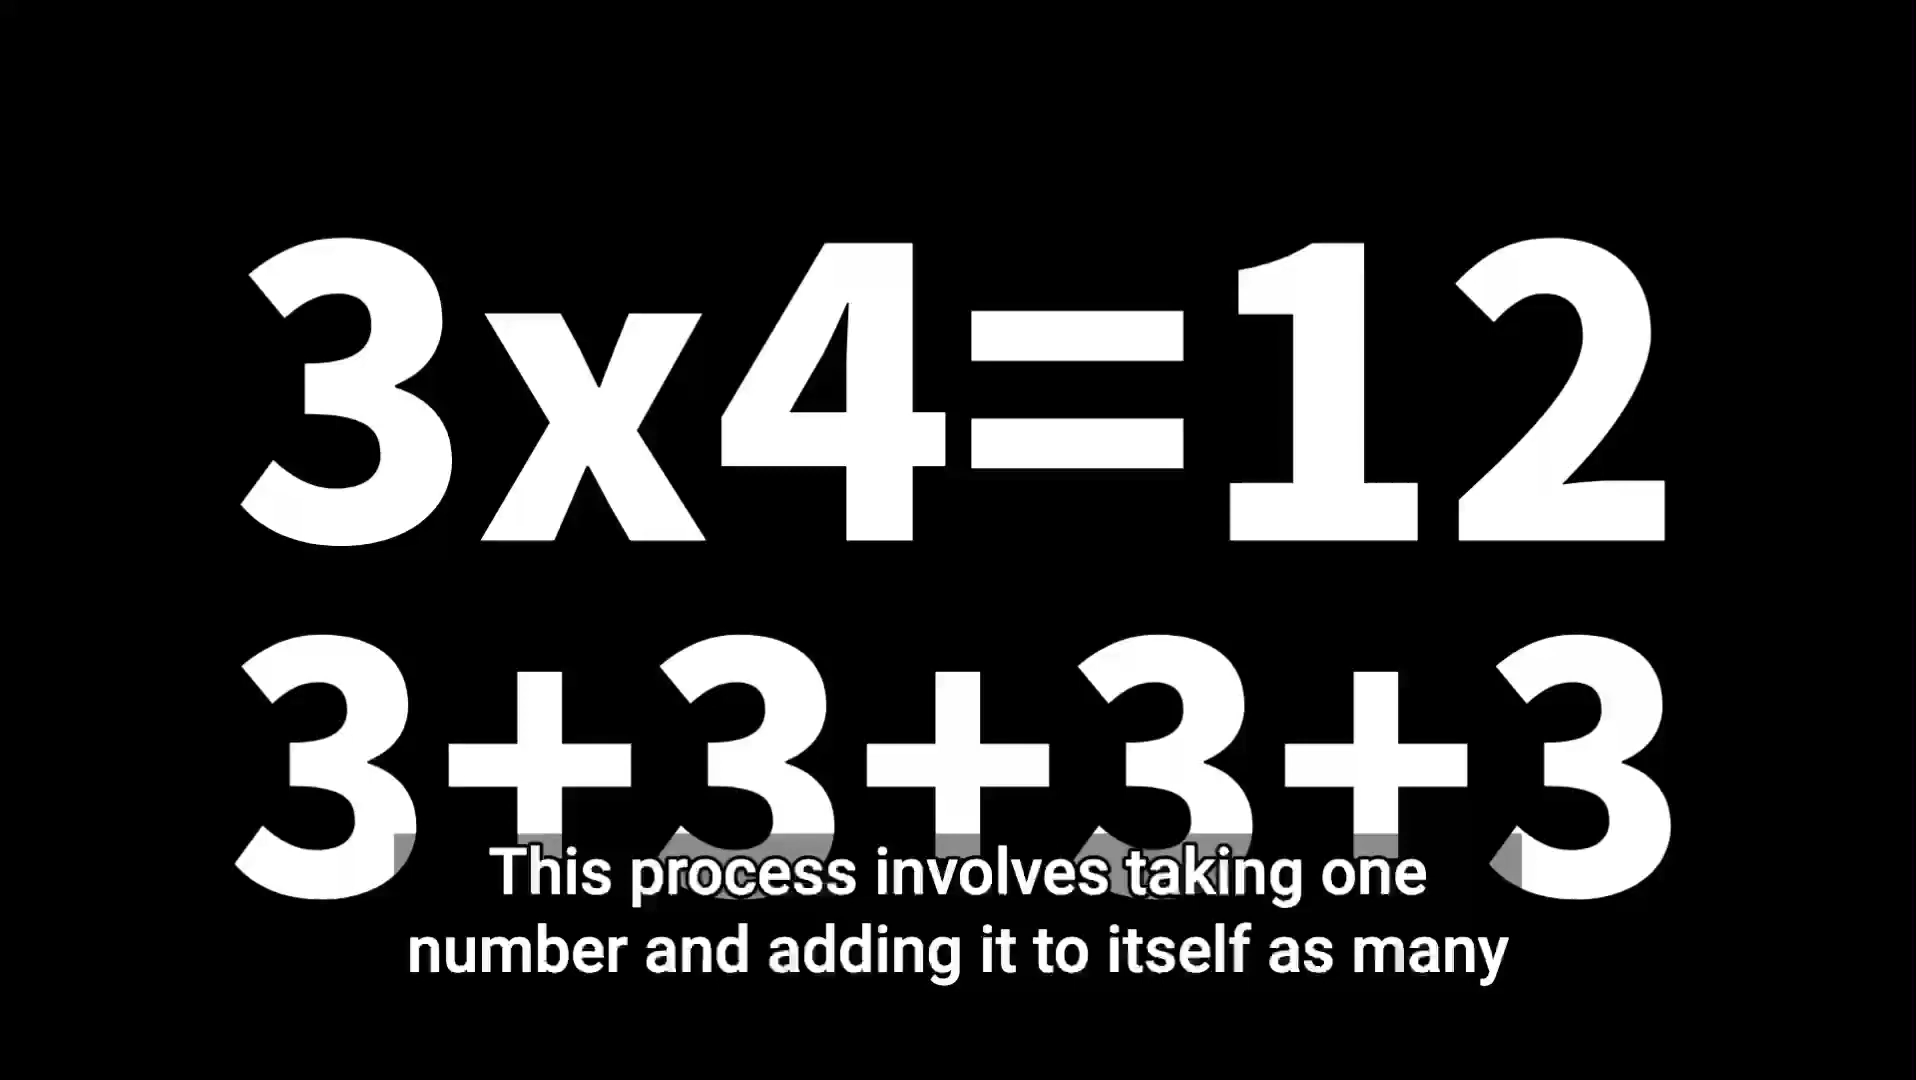 3x4=12
3+3+3+3
This process involves taking one
number and adding it to itself as many